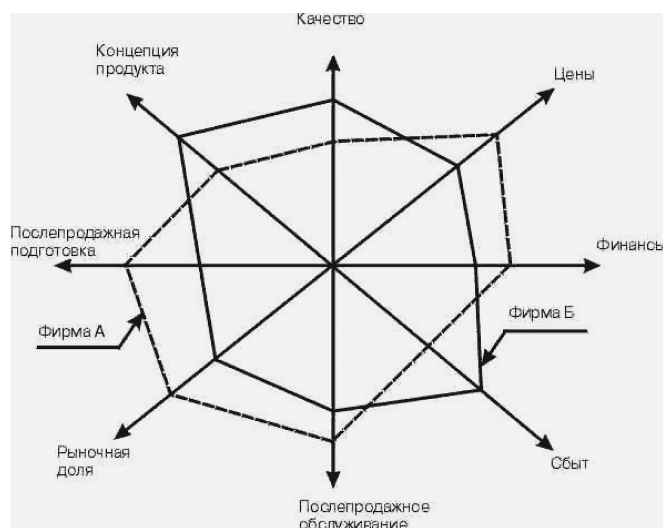 Качество
Концепция
продукта
Цены
Послепродажная
подготовка
Финансы
Фирма А
Фирма Б
Рыночная
доля
Сбыт
Послепродажное
обслуживание